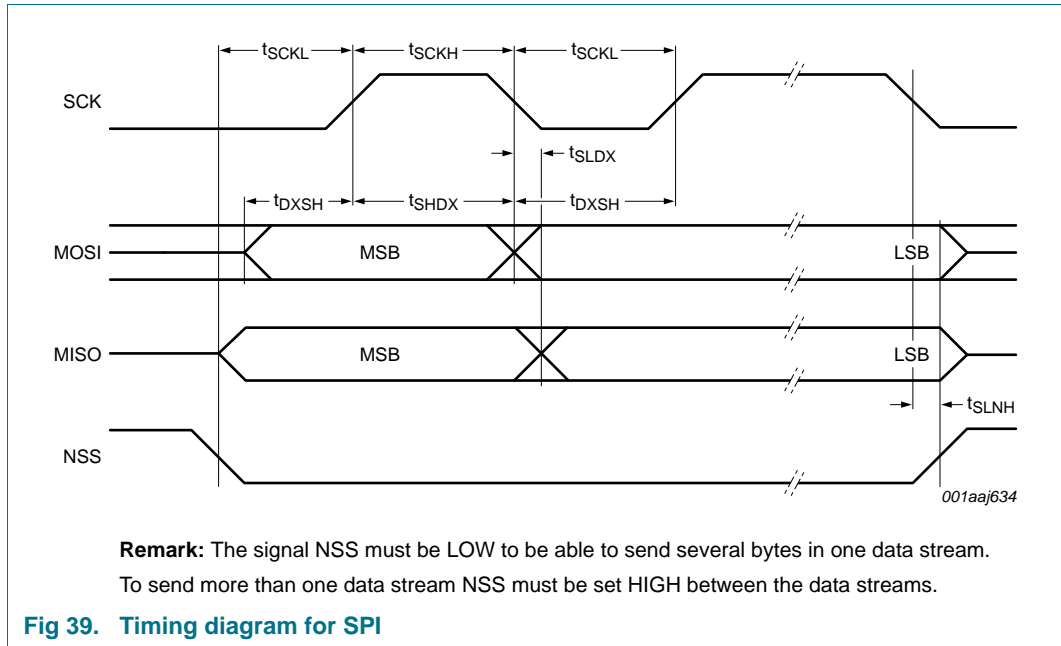 tSCKL tSCKH tSCKL
SCK
tSLDX
tDXSH tSHDX tDXSH
MOSI MSB LSB
MISO MSB LSB
tSLNH
NSS
001aaj634
Remark: The signal NSS must be LOW to be able to send several bytes in one data stream.
To send more than one data stream NSS must be set HIGH between the data streams.
Fig 39. Timing diagram for SPI